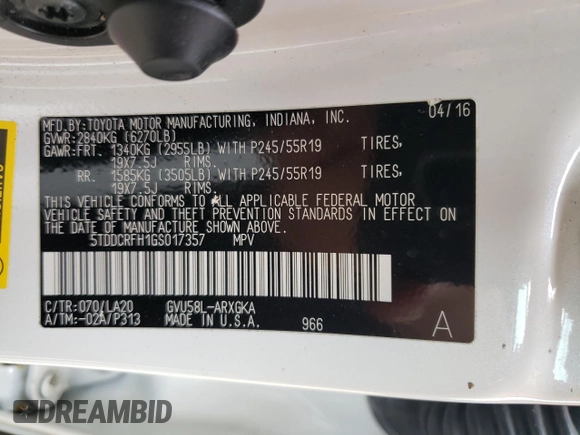 MFD.BY:TOYOTA MOTOR MANUFACTURING, INDIANA, INC. 04/16
GVWR:2840KG (6270LB)
GAWR:FRT. 1340KG (2955LB) WITH P245/55R19 TIRES,
19X7.5J RIMS.
RR. 1585KG (3505LB) WITH P245/55R19 TIRES,
19X7.5J RIMS.
THIS VEHICLE CONFORMS TO ALL APPLICABLE FEDERAL MOTOR
VEHICLE SAFETY AND THEFT PREVENTION STANDARDS IN EFFECT
ON THE DATE OF MANUFACTURE SHOWN ABOVE.
5TDDCRFH1GS017357 MPV
C/TR:070/LA20 GVU58L-ARXGKA
A/TM:-02A/P313 MADE IN U.S.A. 966 A
DREAMBID